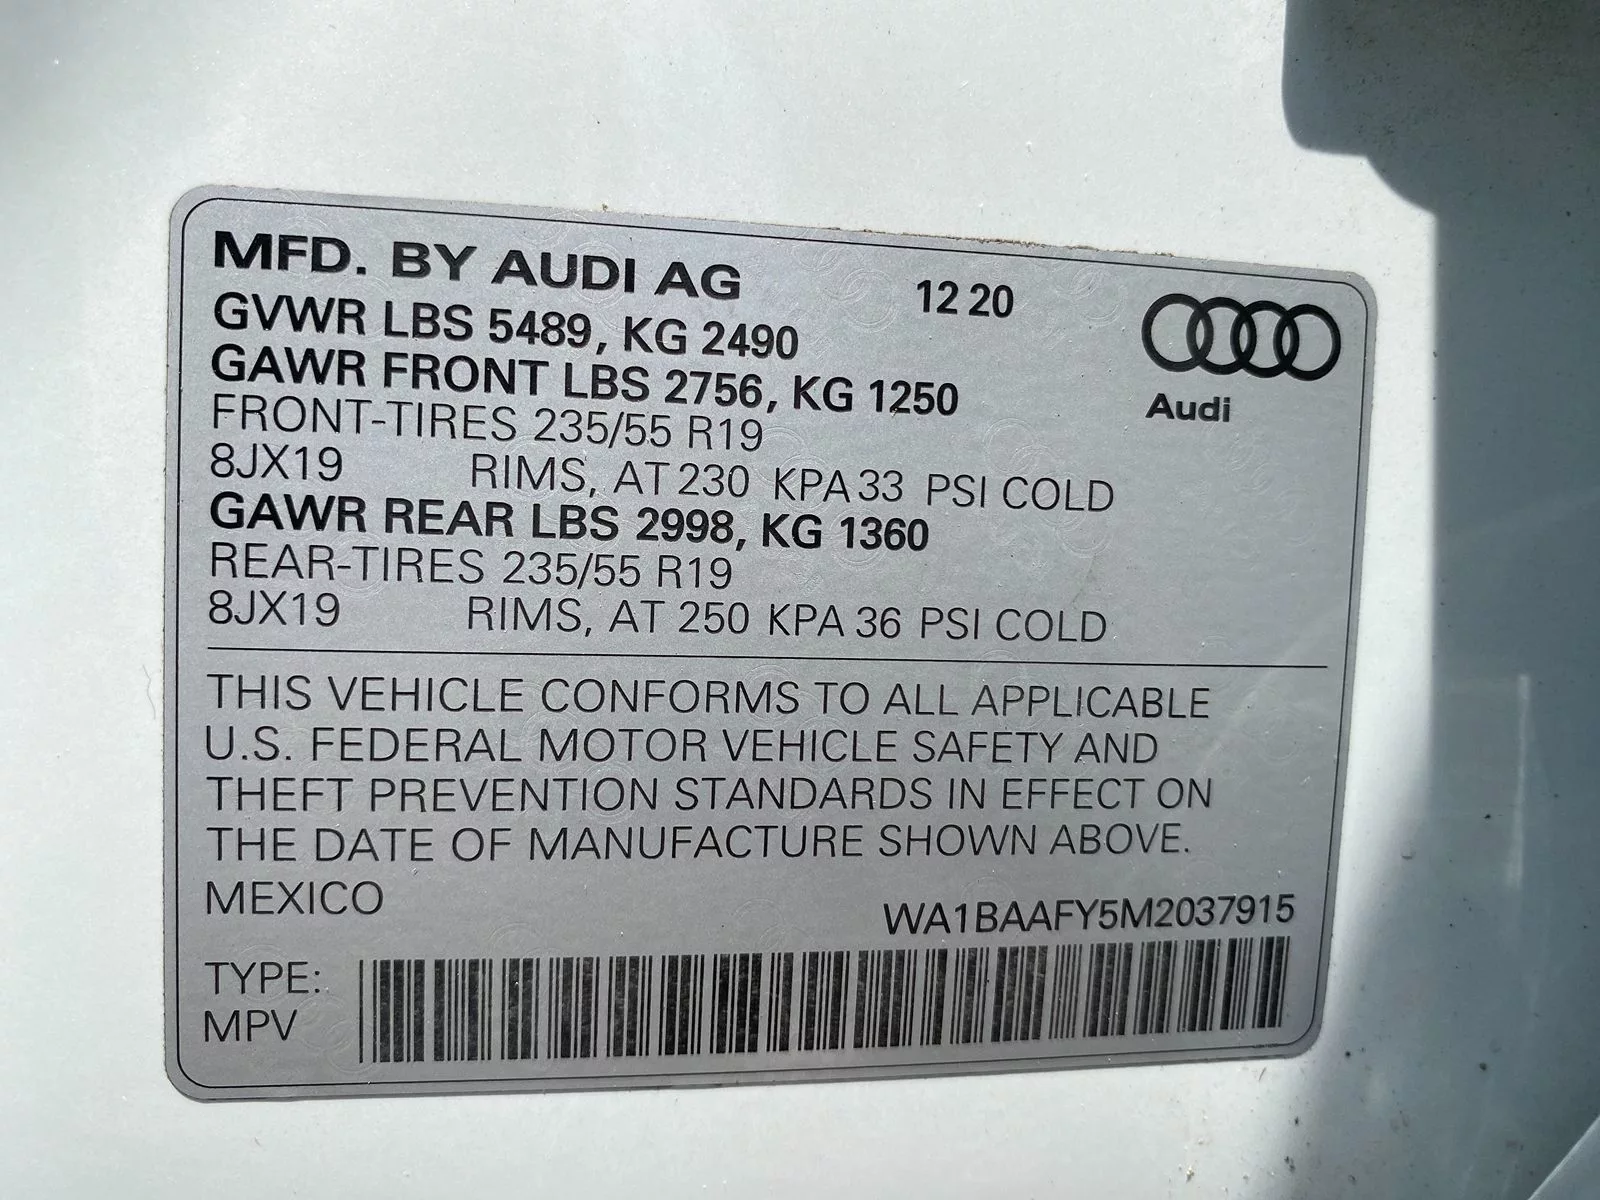 MFD. BY AUDI AG 12 20
GVWR LBS 5489, KG 2490
GAWR FRONT LBS 2756, KG 1250
Audi
FRONT-TIRES 235/55 R19
8JX19 RIMS, AT 230 KPA 33 PSI COLD
GAWR REAR LBS 2998, KG 1360
REAR-TIRES 235/55 R19
8JX19 RIMS, AT 250 KPA 36 PSI COLD
THIS VEHICLE CONFORMS TO ALL APPLICABLE
U.S. FEDERAL MOTOR VEHICLE SAFETY AND
THEFT PREVENTION STANDARDS IN EFFECT ON
THE DATE OF MANUFACTURE SHOWN ABOVE.
MEXICO WA1BAAFY5M2037915
TYPE:
MPV